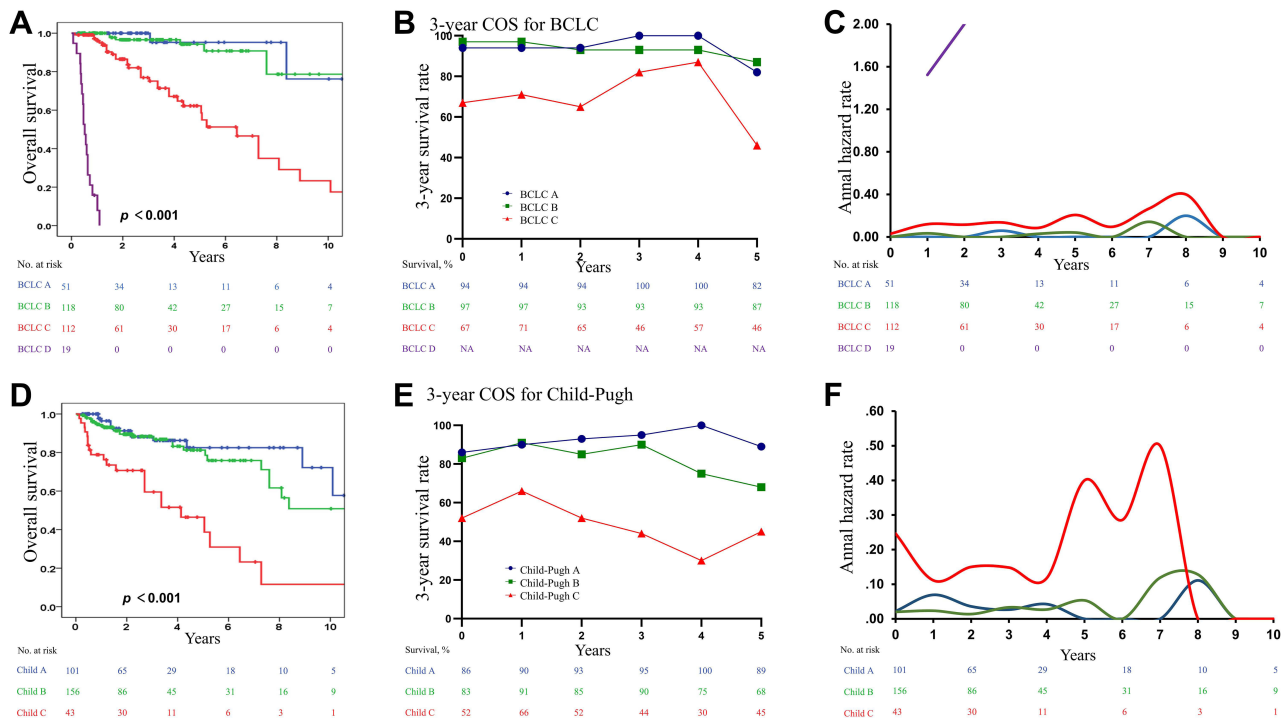 A
Overall survival
1.0
0.8
0.6
0.4
0.2
0.0
p < 0.001
0 2 4 6 8 10
Years
No. at risk
BCLC A 51 34 13 11 6 4
BCLC B 118 80 42 27 15 7
BCLC C 112 61 30 17 6 4
BCLC D 19 0 0 0 0 0
B
3-year COS for BCLC
3-year survival rate
100
80
60
40
20
0
BCLC A
BCLC B
BCLC C
0 1 2 3 4 5
Years
Survival, %
BCLC A 94 94 94 100 100 82
BCLC B 97 97 93 93 93 87
BCLC C 67 71 65 46 57 46
BCLC D NA NA NA NA NA NA
C
Annal hazard rate
2.00
1.60
1.20
0.80
0.40
0.00
0 1 2 3 4 5 6 7 8 9 10
Years
No. at risk
BCLC A 51 34 13 11 6 4
BCLC B 118 80 42 27 15 7
BCLC C 112 61 30 17 6 4
BCLC D 19 0 0 0 0 0
D
Overall survival
1.0
0.8
0.6
0.4
0.2
0.0
p < 0.001
0 2 4 6 8 10
Years
No. at risk
Child A 101 65 29 18 10 5
Child B 156 86 45 31 16 9
Child C 43 30 11 6 3 1
E
3-year COS for Child-Pugh
3-year survival rate
100
80
60
40
20
0
Child-Pugh A
Child-Pugh B
Child-Pugh C
0 1 2 3 4 5
Years
Survival, %
Child A 86 90 93 95 100 89
Child B 83 91 85 90 75 68
Child C 52 66 52 44 30 45
F
Annal hazard rate
.60
.50
.40
.30
.20
.10
.00
0 1 2 3 4 5 6 7 8 9 10
Years
No. at risk
Child A 101 65 29 18 10 5
Child B 156 86 45 31 16 9
Child C 43 30 11 6 3 1